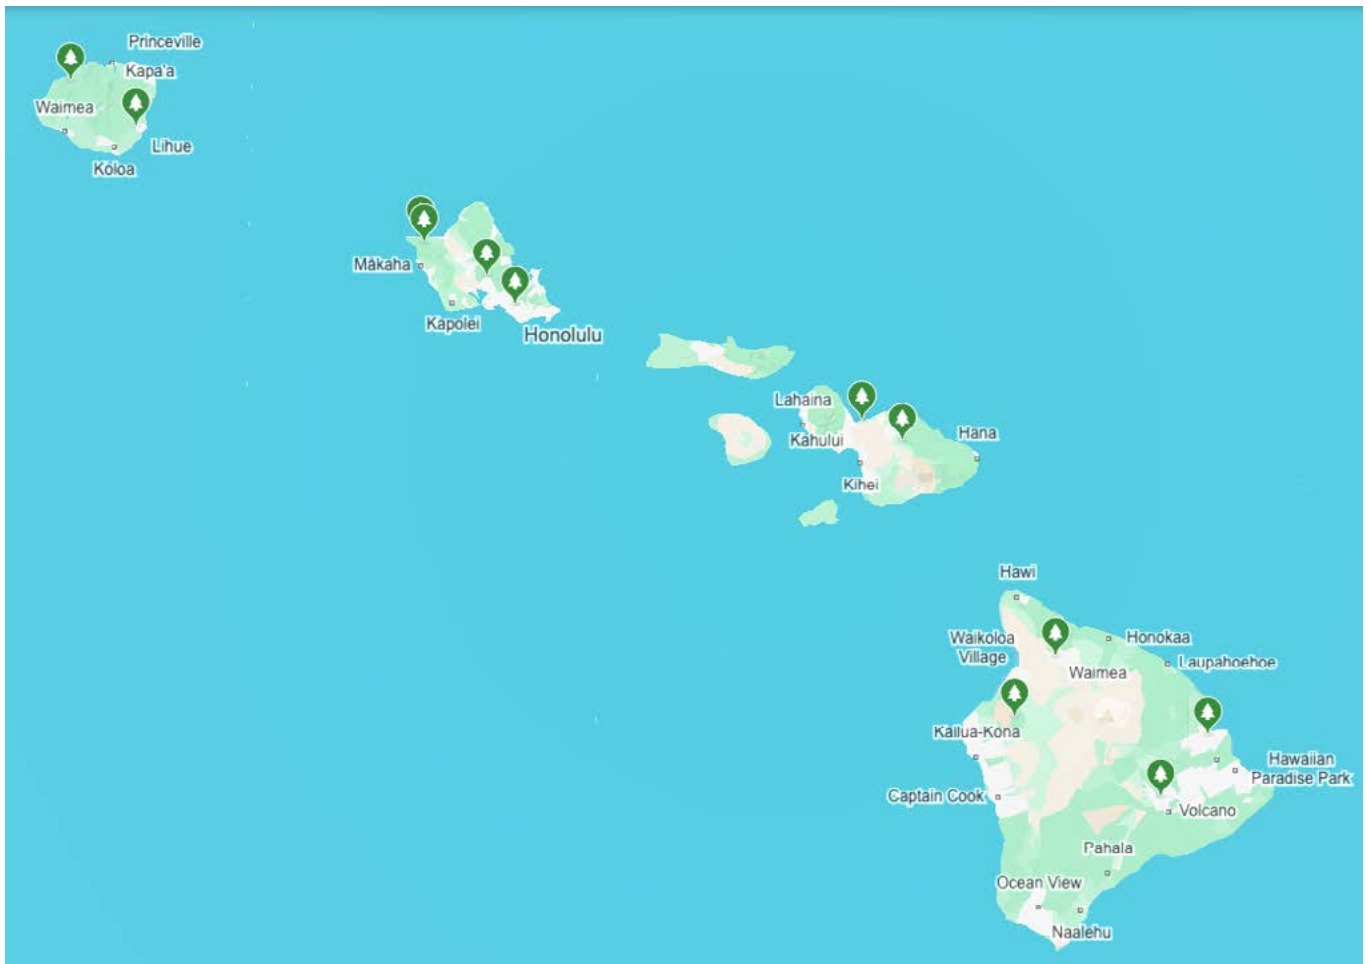 Princeville
Kapa'a
Waimea
Lihue
Kōloa
Mākaha
Kapolei
Honolulu
Lahaina
Kahului
Hāna
Kihei
Hawi
Waikoloa
Village
Honokaa
Laupahoehoe
Waimea
Kailua-Kona
Hawaiian
Paradise Park
Captain Cook
Volcano
Pahala
Ocean View
Naalehu